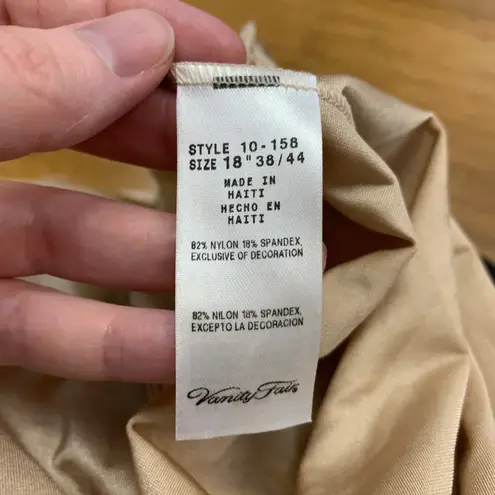 STYLE 10-158
SIZE 18" 38/44
MADE IN
HAITI
HECHO EN
HAITI
82% NYLON 18% SPANDEX,
EXCLUSIVE OF DECORATION
82% NILON 18% SPANDEX,
EXCEPTO LA DECORACION
Vanity Fair